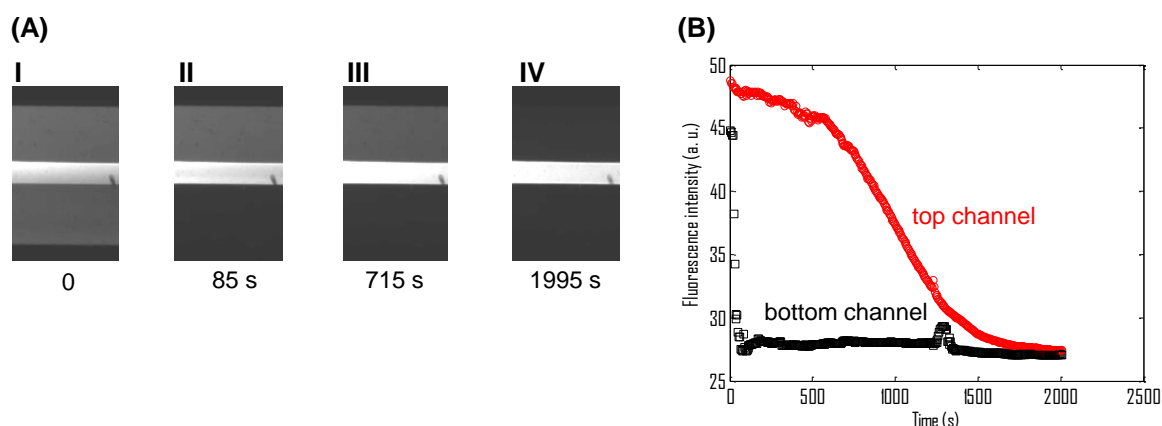 (A)
I II III IV
0 85 s 715 s 1995 s
(B)
Fluorescence intensity (a. u.)
50
45
40
35
30
25
top channel
bottom channel
0 500 1000 1500 2000 2500
Time (s)